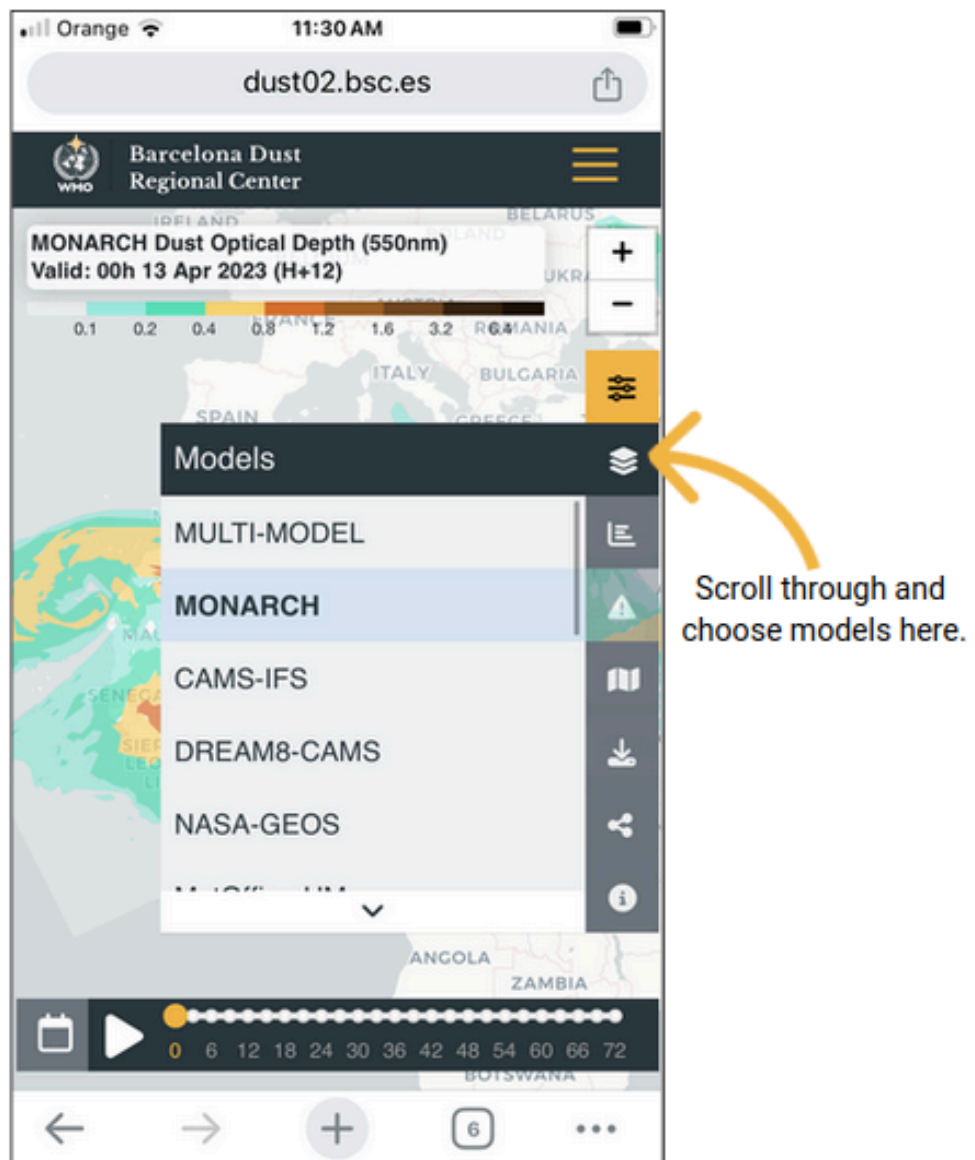 Orange
11:30 AM
dust02.bsc.es
WMO
Barcelona Dust
Regional Center
IRELAND
BELARUS
POLAND
MONARCH Dust Optical Depth (550nm)
Valid: 00h 13 Apr 2023 (H+12)
+
−
0.1 0.2 0.4 0.8 1.2 1.6 3.2 6.4
FRANCE
ROMANIA
ITALY
BULGARIA
SPAIN
GREECE
Models
MULTI-MODEL
MONARCH
CAMS-IFS
DREAM8-CAMS
NASA-GEOS
Scroll through and
choose models here.
ANGOLA
ZAMBIA
0 6 12 18 24 30 36 42 48 54 60 66 72
BOTSWANA
6